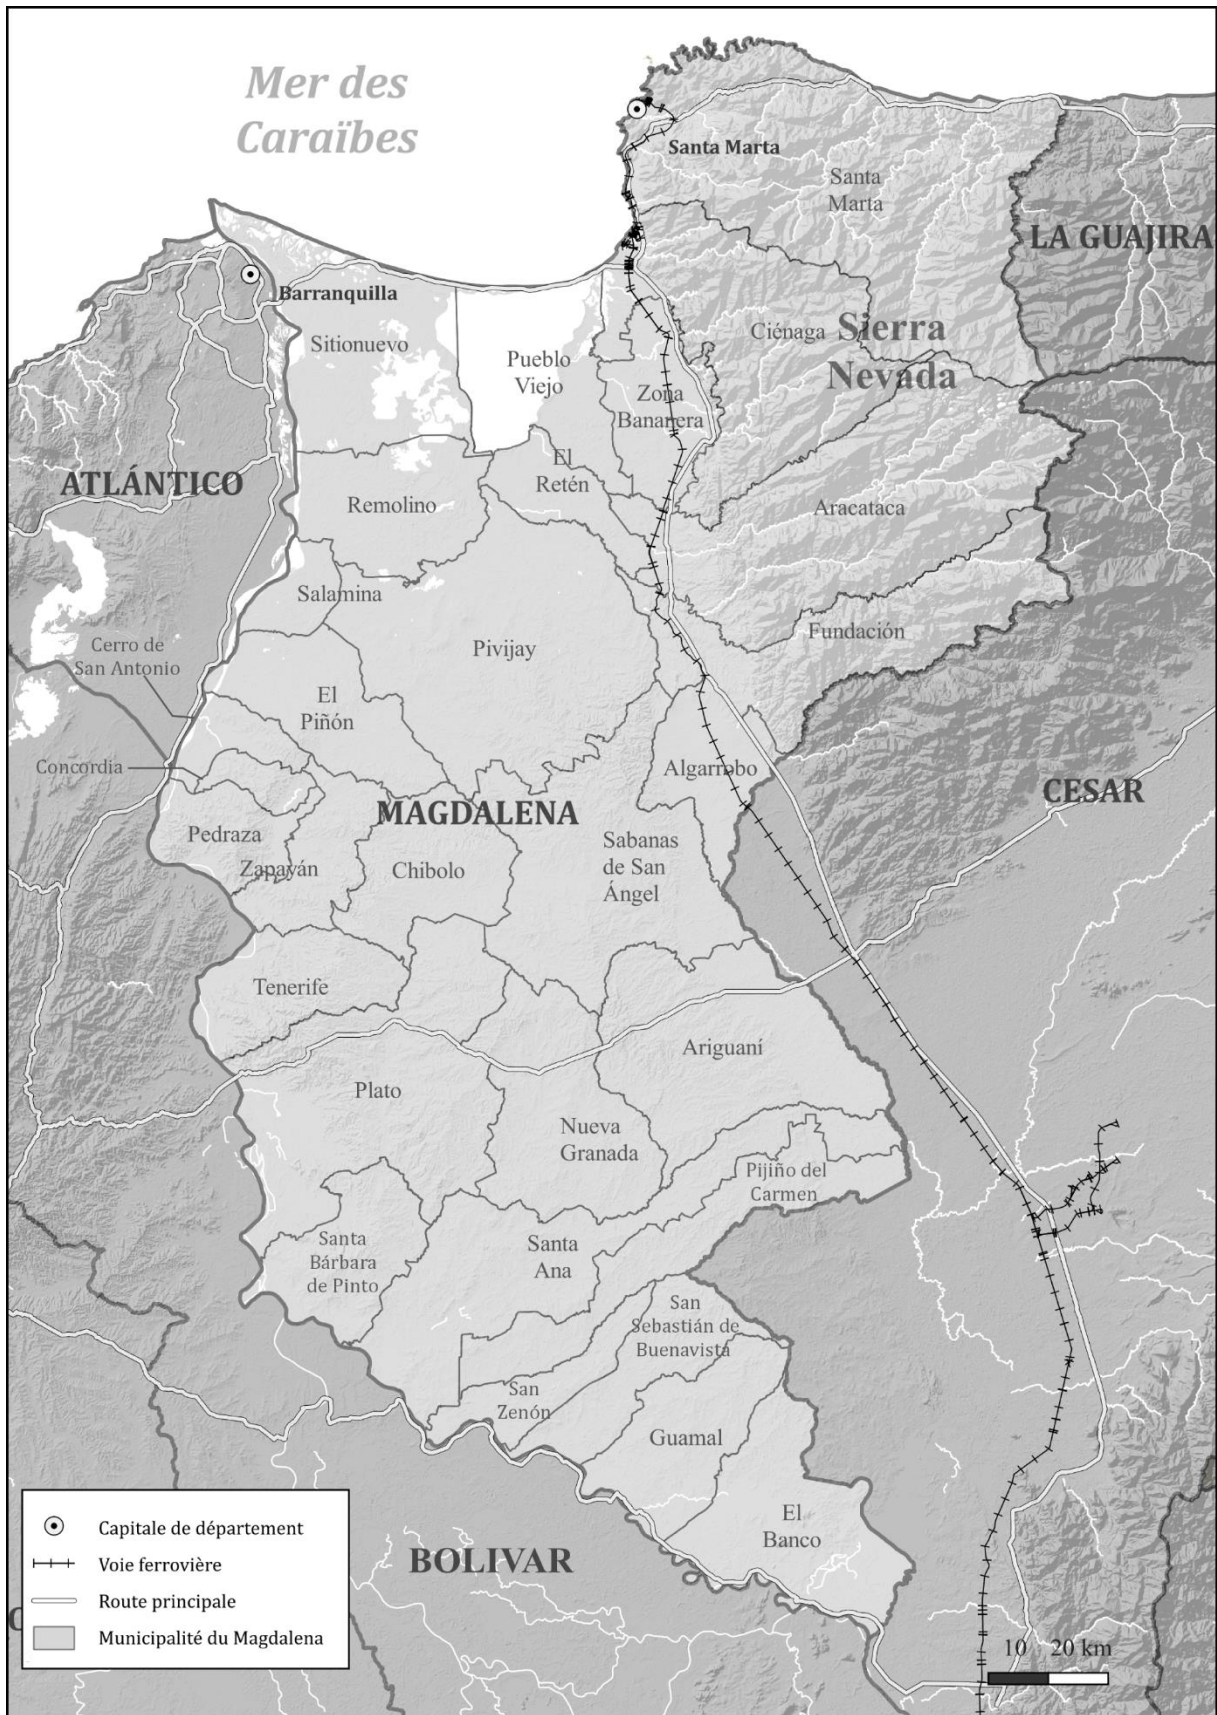 Mer des
Caraïbes
Santa Marta
Santa
Marta
LA GUAJIRA
Barranquilla
Sitionuevo
Pueblo
Viejo
Ciénaga
Sierra
Nevada
Zona
Bananera
ATLÁNTICO
El
Retén
Remolino
Aracataca
Salamina
Fundación
Cerro de
San Antonio
Pivijay
El
Piñón
Concordia
Algarrobo
CESAR
MAGDALENA
Pedraza
Zapayán
Chibolo
Sabanas
de San
Ángel
Tenerife
Ariguaní
Plato
Nueva
Granada
Pijiño del
Carmen
Santa
Bárbara
de Pinto
Santa
Ana
San
Sebastián de
Buenavista
San
Zenón
Guamal
El
Banco
BOLIVAR
Capitale de département
Voie ferrovière
Route principale
Municipalité du Magdalena
10 20 km